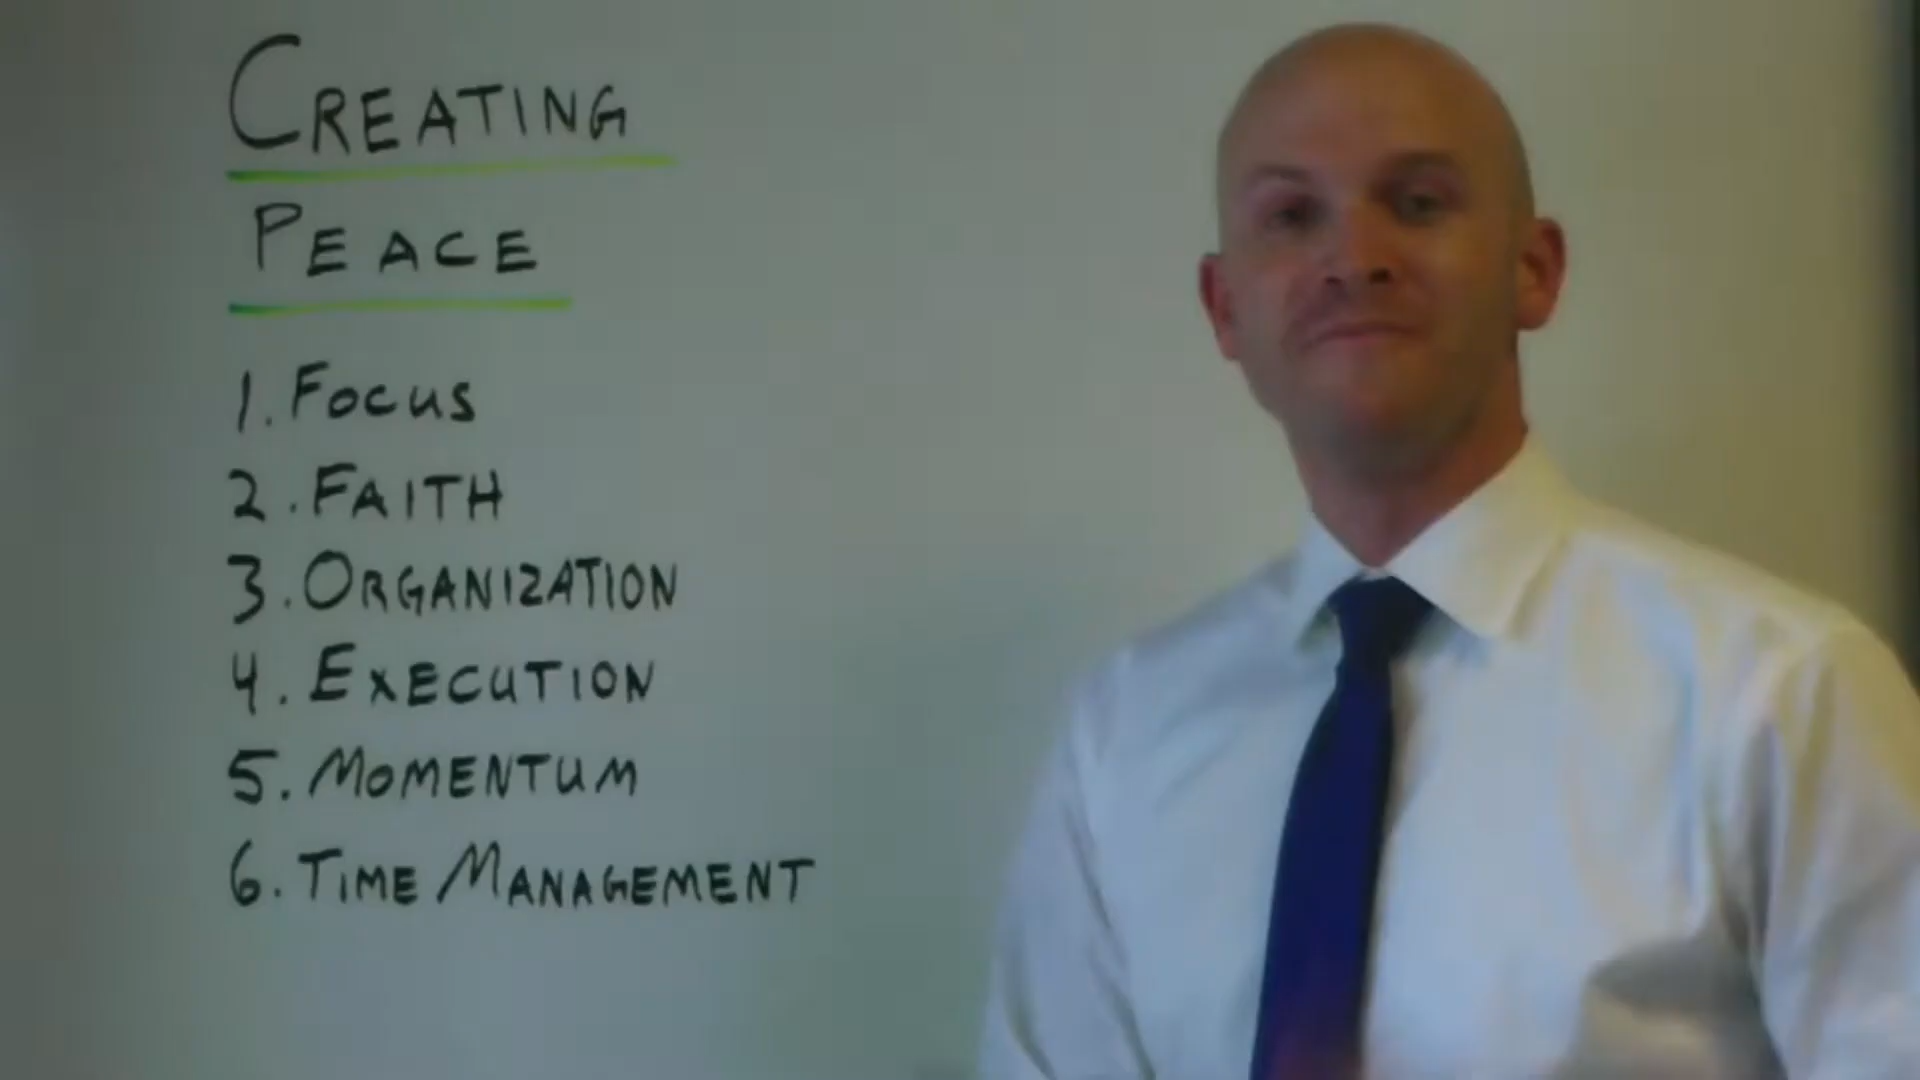 CREATING
PEACE
1. FOCUS
2. FAITH
3. ORGANIZATION
4. EXECUTION
5. MOMENTUM
6. TIME MANAGEMENT